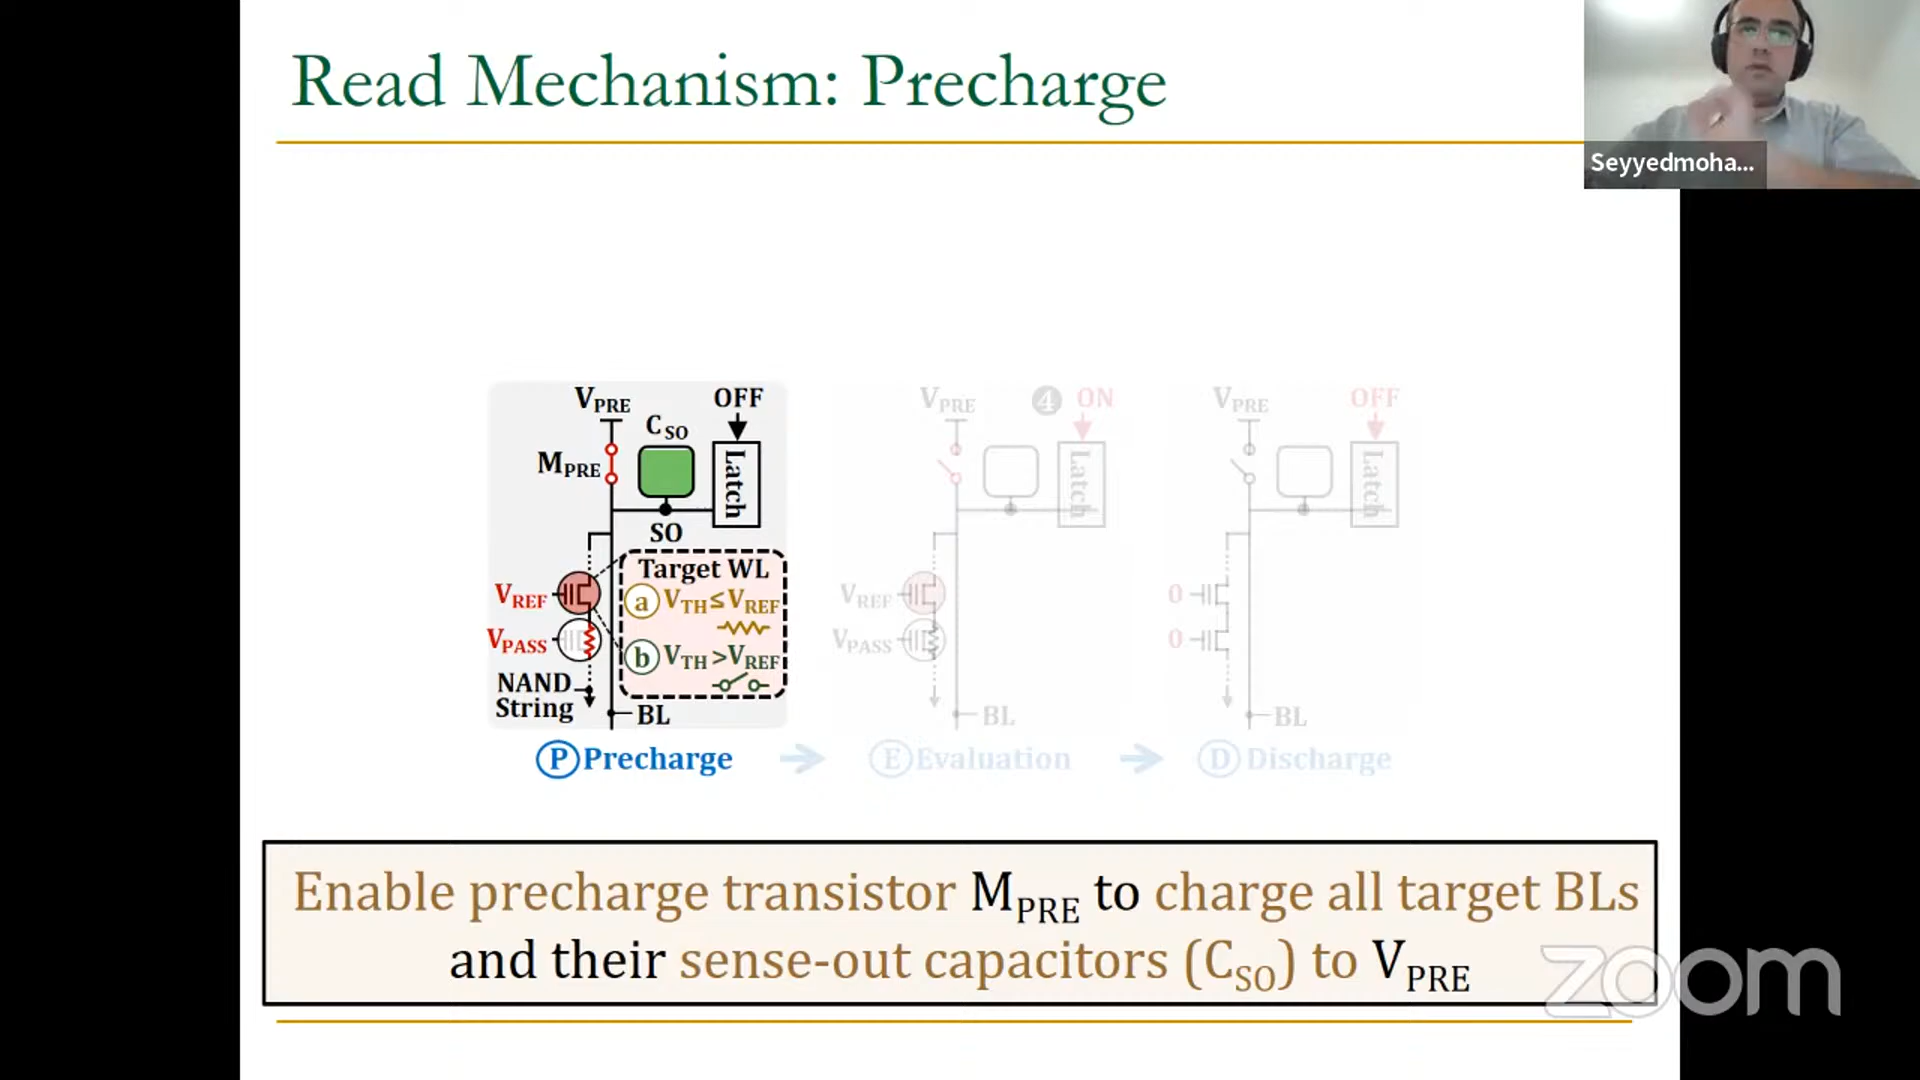 Read Mechanism: Precharge
Seyyedmoha...
VPRE
OFF
CSO
MPRE
Latch
SO
Target WL
VREF
a VTH≤VREF
VPASS
b VTH>VREF
NAND
String
BL
P Precharge
VPRE
4 ON
Latch
VREF
VPASS
BL
E Evaluation
VPRE
OFF
Latch
0
0
BL
D Discharge
Enable precharge transistor MPRE to charge all target BLs
and their sense-out capacitors (CSO) to VPRE
zoom